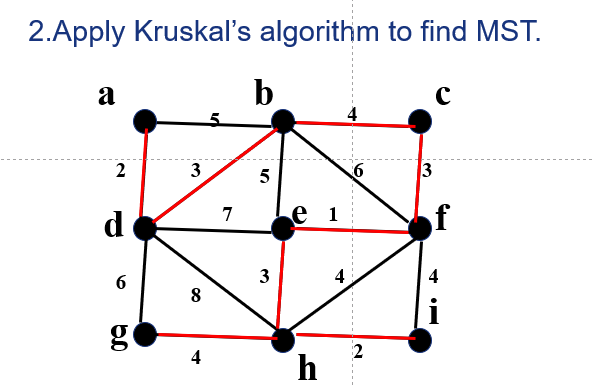 2.Apply Kruskal’s algorithm to find MST.
a b c
5 4
2 3 5 6 3
d 7 e 1 f
6 8 3 4 4
g h i
4 2